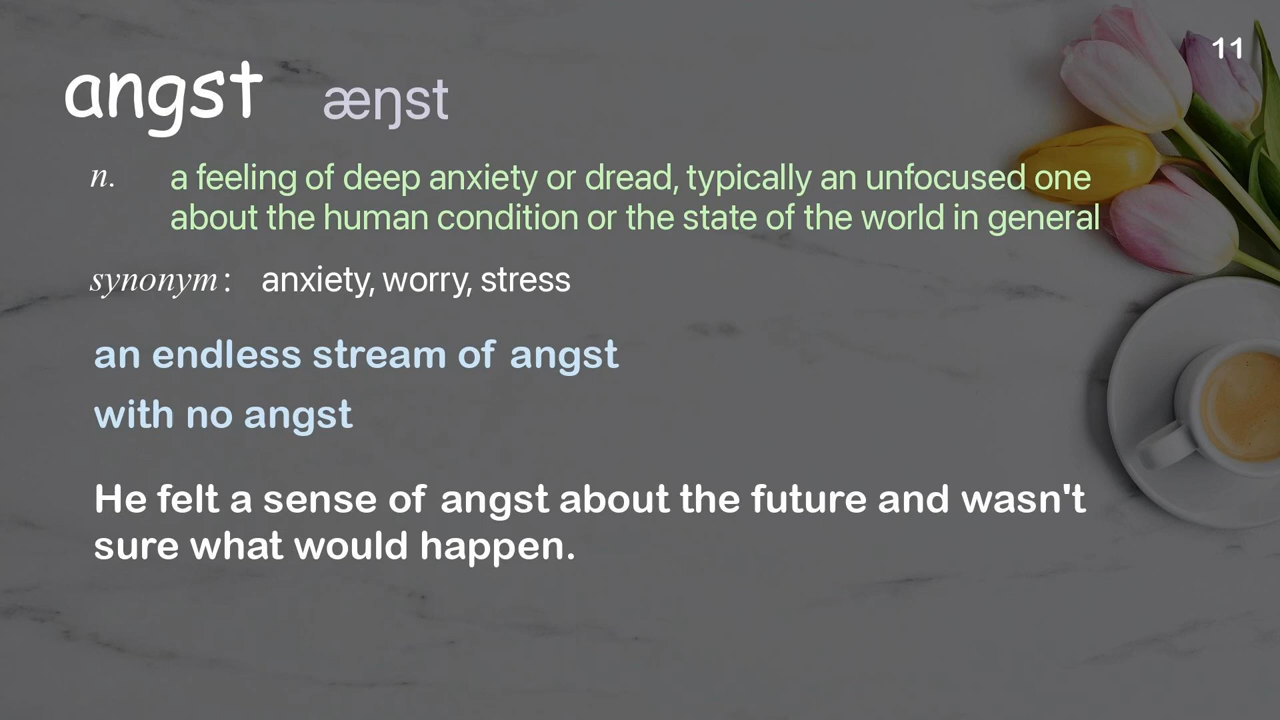 11
angst æŋst
n. a feeling of deep anxiety or dread, typically an unfocused one
about the human condition or the state of the world in general
synonym: anxiety, worry, stress
an endless stream of angst
with no angst
He felt a sense of angst about the future and wasn't
sure what would happen.